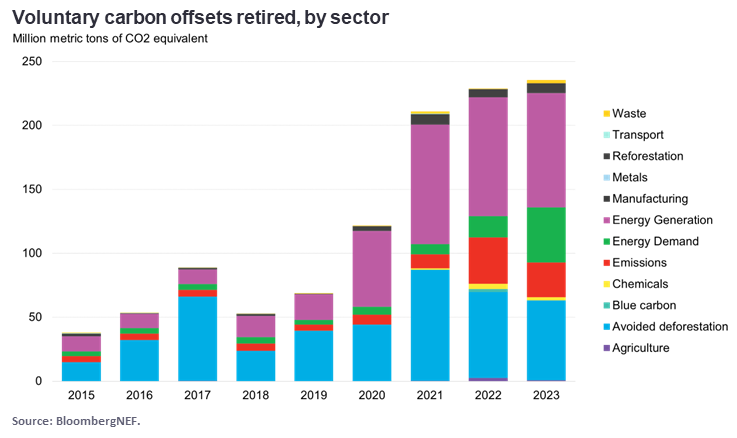 Voluntary carbon offsets retired, by sector
Million metric tons of CO2 equivalent
250
200
150
100
50
0
2015 2016 2017 2018 2019 2020 2021 2022 2023
Waste
Transport
Reforestation
Metals
Manufacturing
Energy Generation
Energy Demand
Emissions
Chemicals
Blue carbon
Avoided deforestation
Agriculture
Source: BloombergNEF.